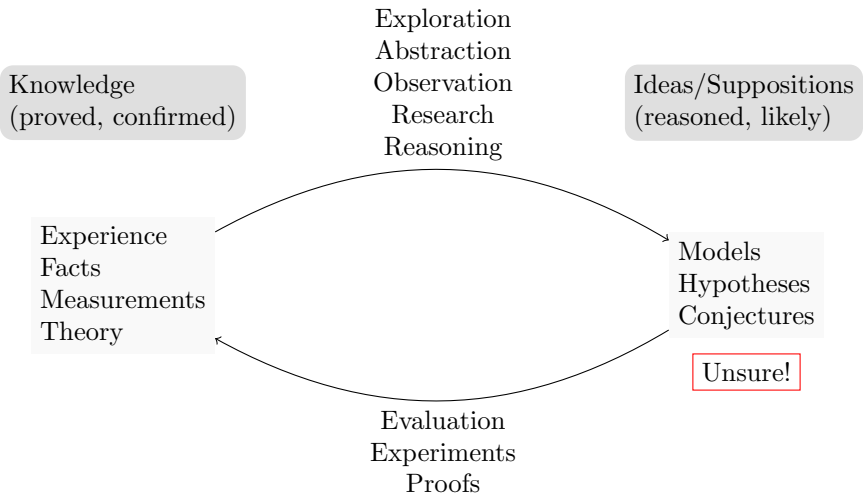 Exploration
Abstraction
Observation
Research
Reasoning
Knowledge
(proved, confirmed)
Ideas/Suppositions
(reasoned, likely)
Experience
Facts
Measurements
Theory
Models
Hypotheses
Conjectures
Unsure!
Evaluation
Experiments
Proofs